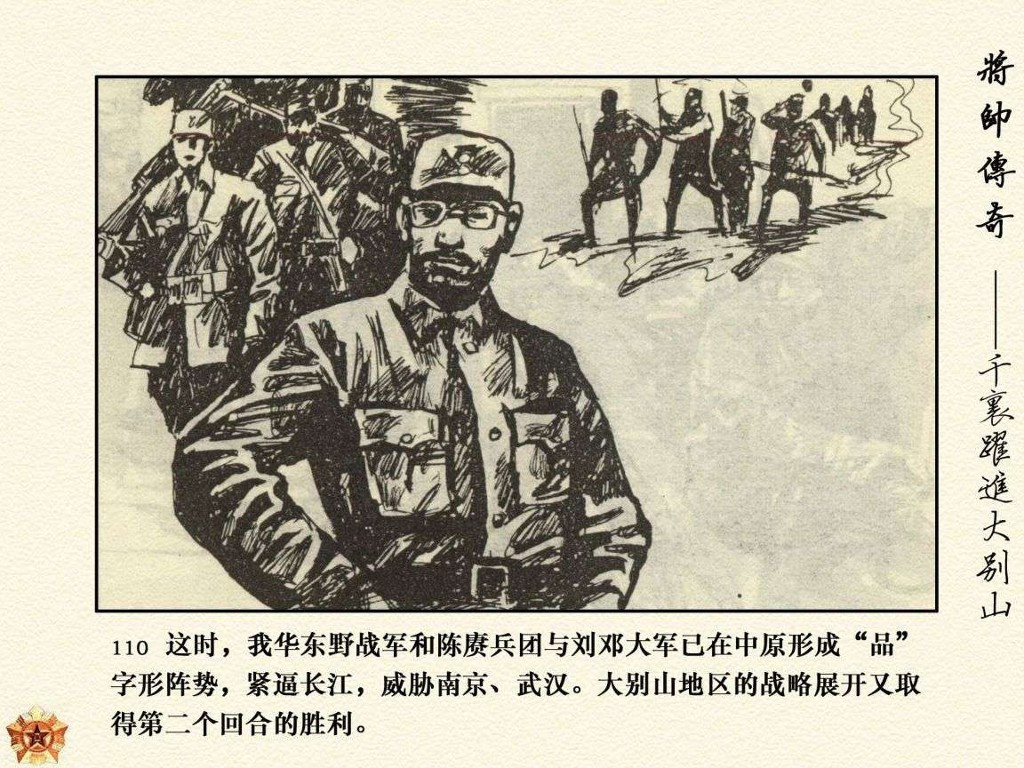 將帥傳奇——千裏躍進大别山
110 这时，我华东野战军和陈赓兵团与刘邓大军已在中原形成“品”
字形阵势，紧逼长江，威胁南京、武汉。大别山地区的战略展开又取
得第二个回合的胜利。